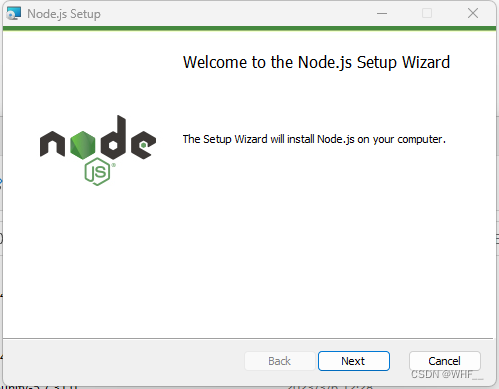 Node.js Setup
Welcome to the Node.js Setup Wizard
node
JS
The Setup Wizard will install Node.js on your computer.
Back
Next
Cancel
CSDN @WHF__